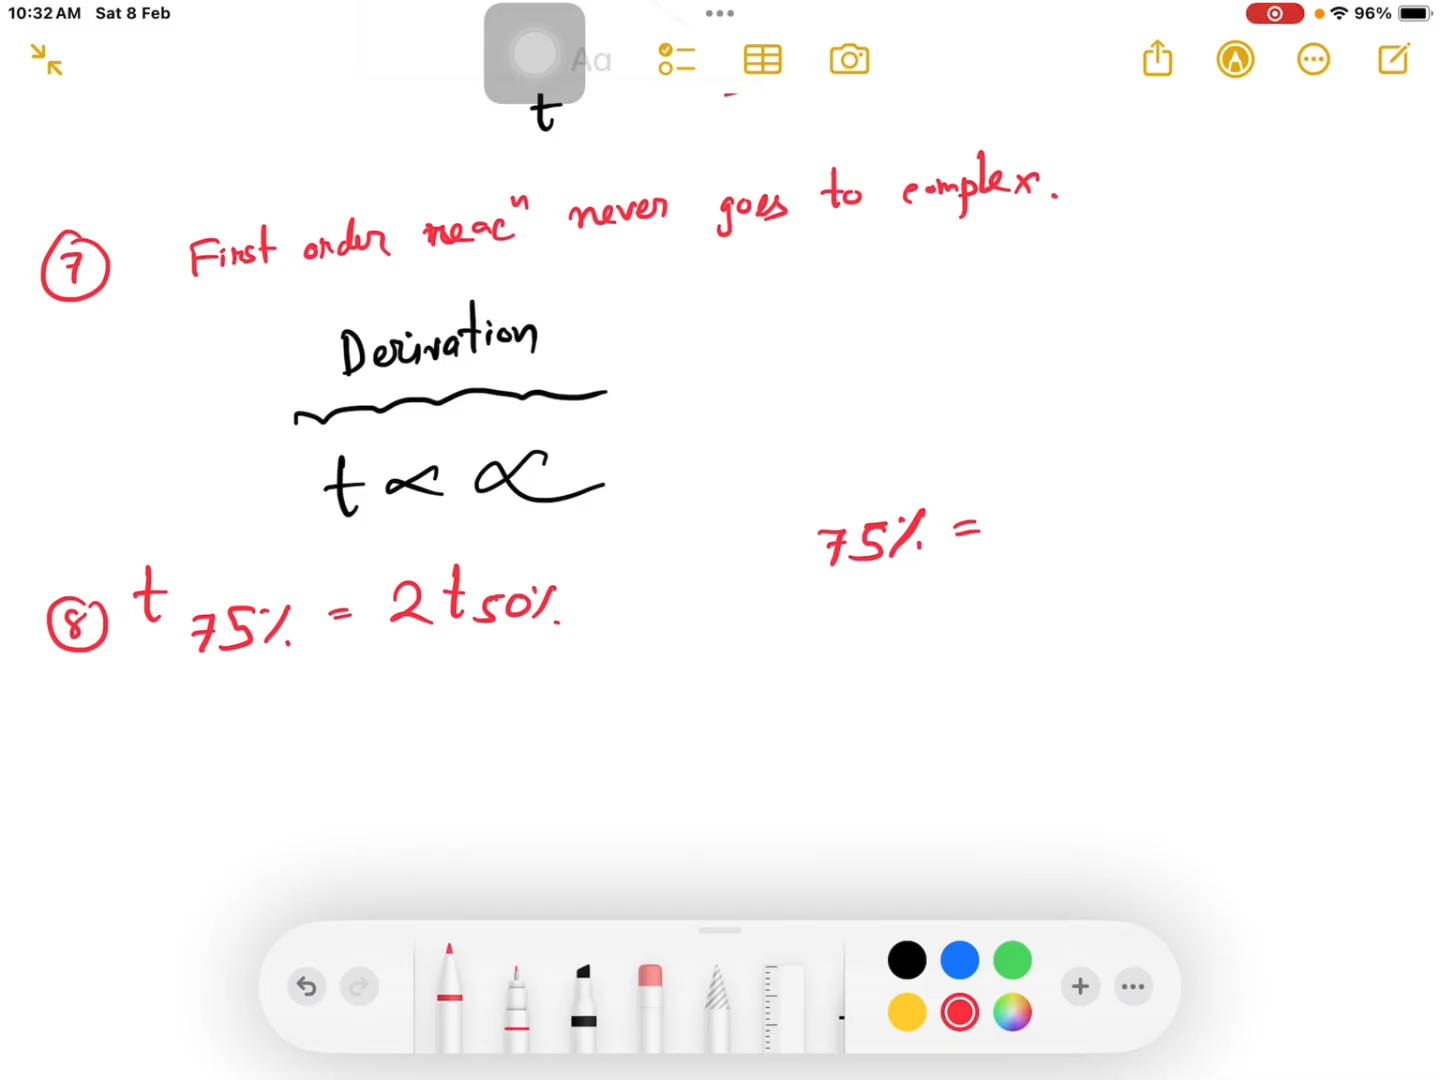 10:32 AM Sat 8 Feb
96%
Aa
t
7 First order reacⁿ never goes to complex.
Derivation
t ∝ ∝
75% =
8 t 75% = 2 t 50%